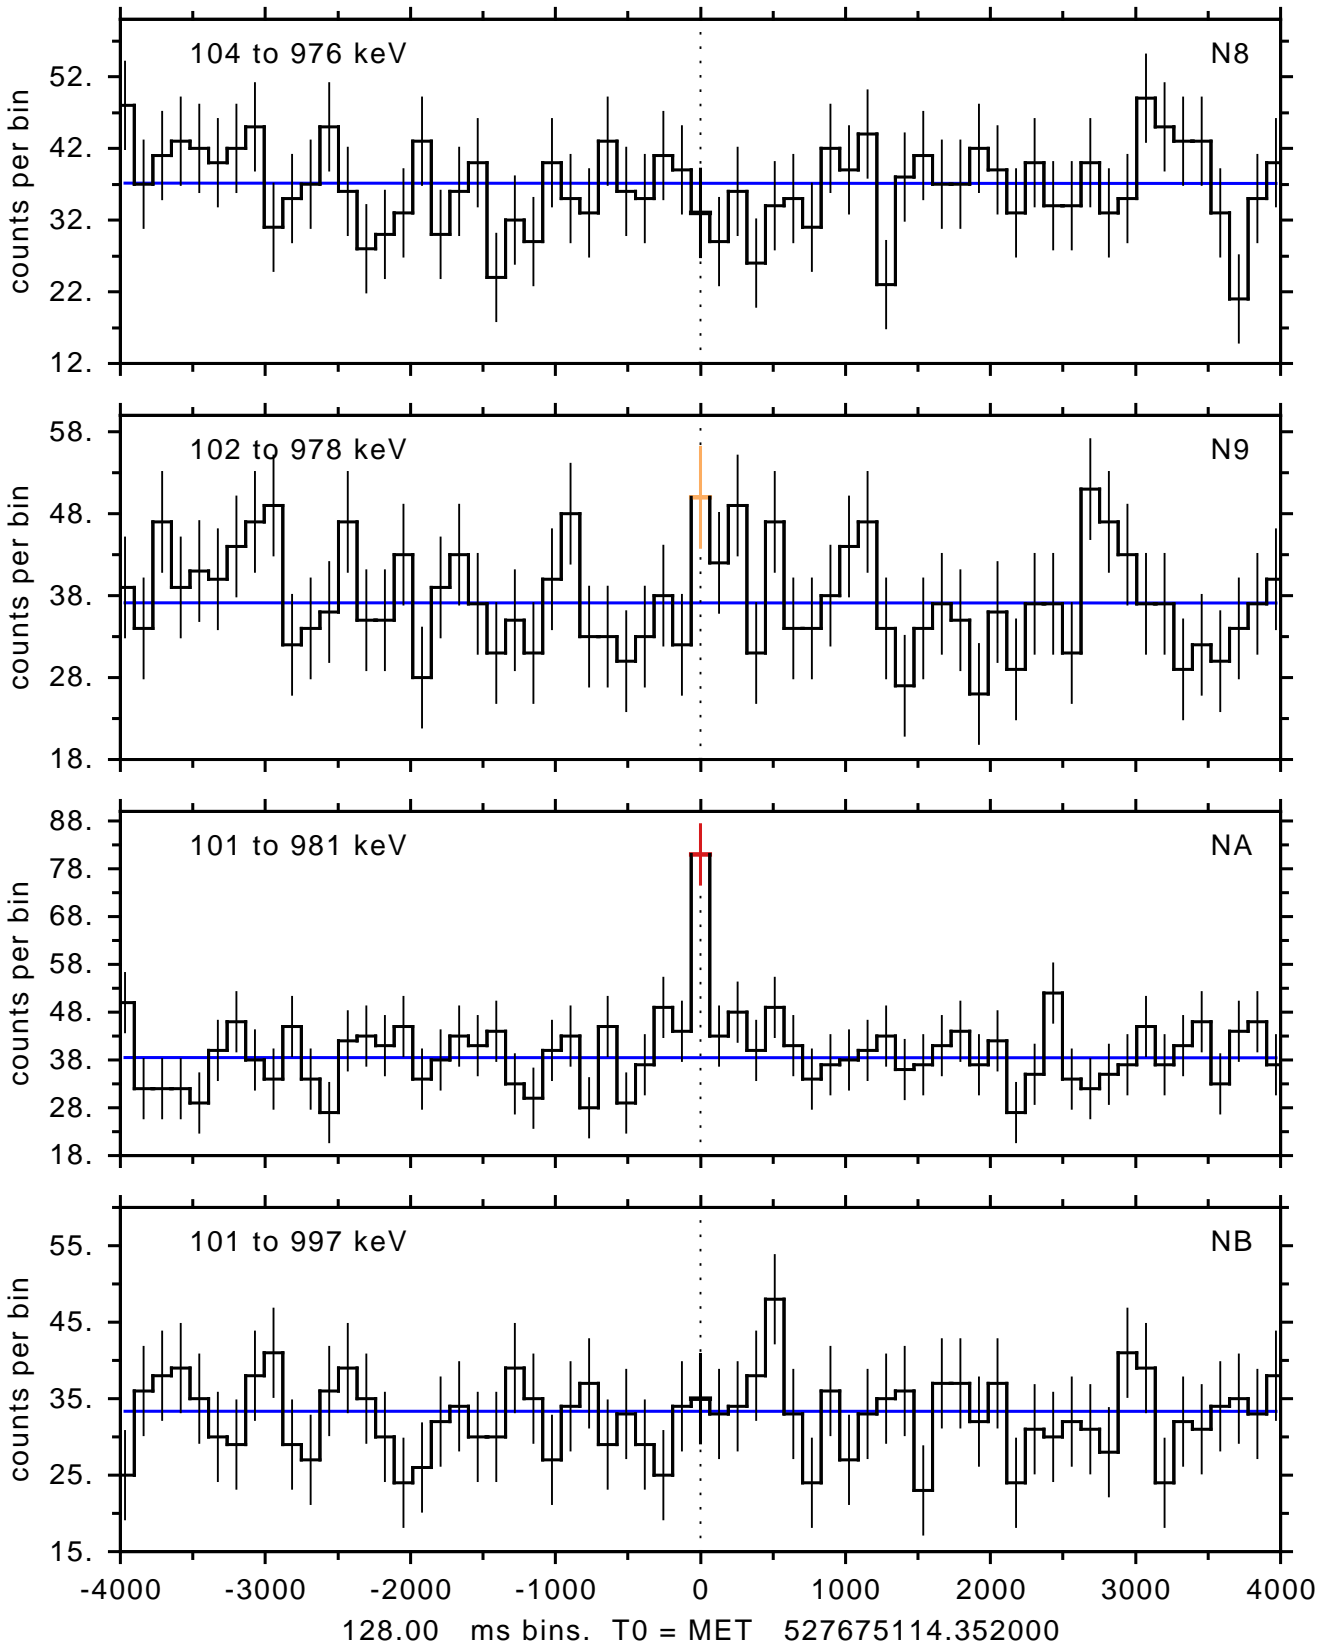 104 to 976 keV N8
52.
42.
32.
22.
12.
counts per bin
102 to 978 keV N9
58.
48.
38.
28.
18.
counts per bin
101 to 981 keV NA
88.
78.
68.
58.
48.
38.
28.
18.
counts per bin
101 to 997 keV NB
55.
45.
35.
25.
15.
counts per bin
-4000 -3000 -2000 -1000 0 1000 2000 3000 4000
128.00 ms bins. T0 = MET 527675114.352000